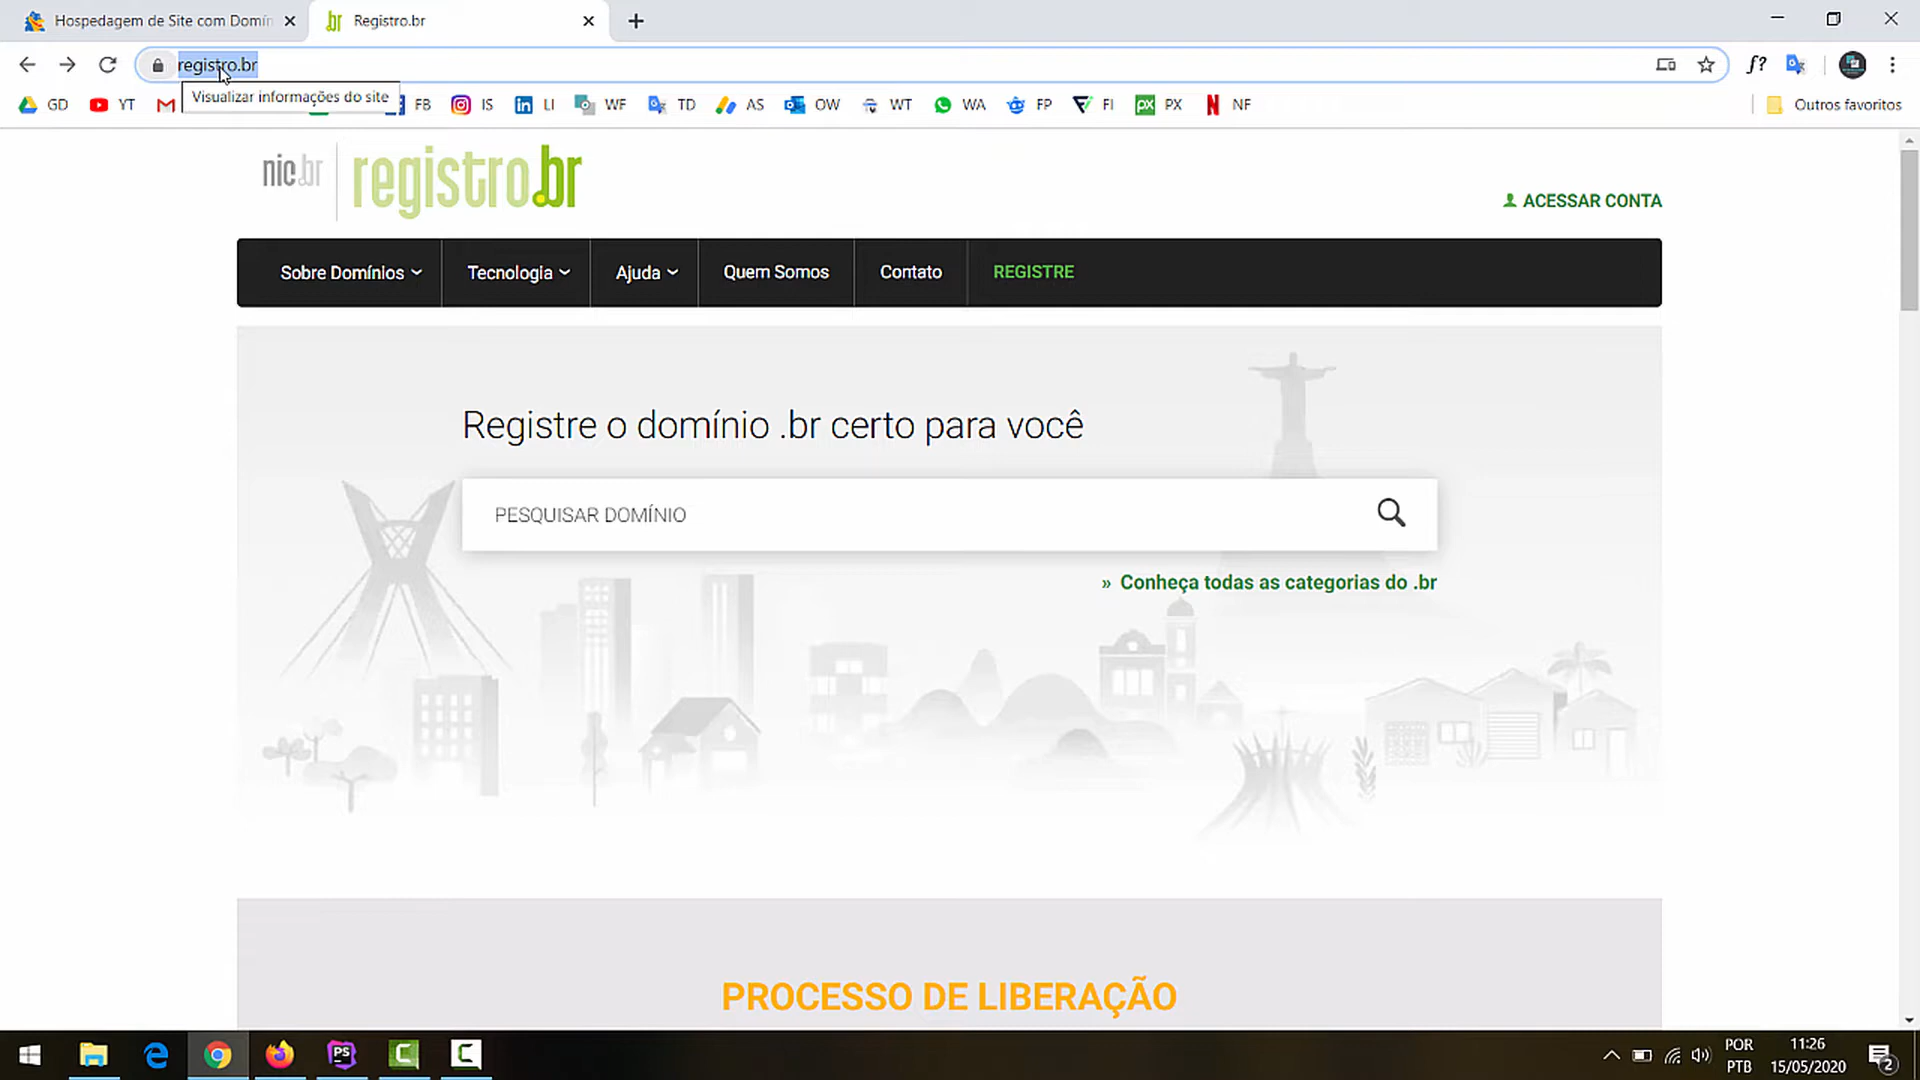 Hospedagem de Site com Domín
Registro.br
registro.br
Visualizar informações do site
GD
YT
FB
IS
LI
WF
TD
AS
OW
WT
WA
FP
FI
PX
NF
Outros favoritos
nic.br
registro.br
ACESSAR CONTA
Sobre Domínios
Tecnologia
Ajuda
Quem Somos
Contato
REGISTRE
Registre o domínio .br certo para você
PESQUISAR DOMÍNIO
» Conheça todas as categorias do .br
PROCESSO DE LIBERAÇÃO
POR
PTB
11:26
15/05/2020
2